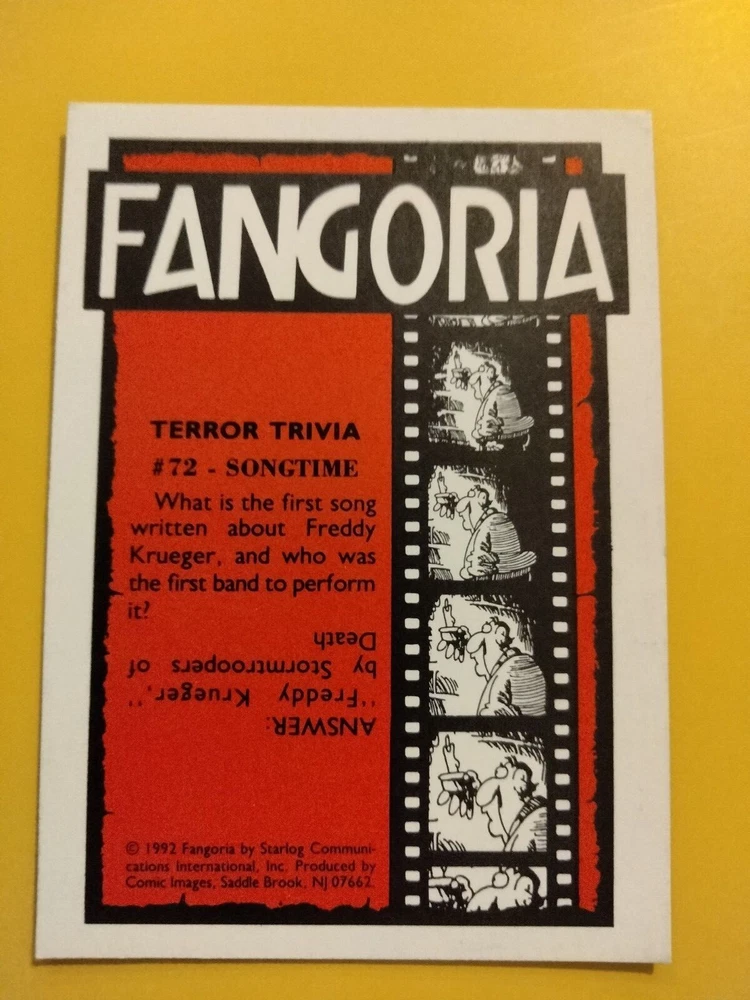 FANGORIA
TERROR TRIVIA
#72 - SONGTIME
What is the first song
written about Freddy
Krueger, and who was
the first band to perform
it?
ANSWER:
"Freddy Krueger,"
by Stormtroopers of
Death
© 1992 Fangoria by Starlog Communi-
cations International, Inc. Produced by
Comic Images, Saddle Brook, NJ 07662.